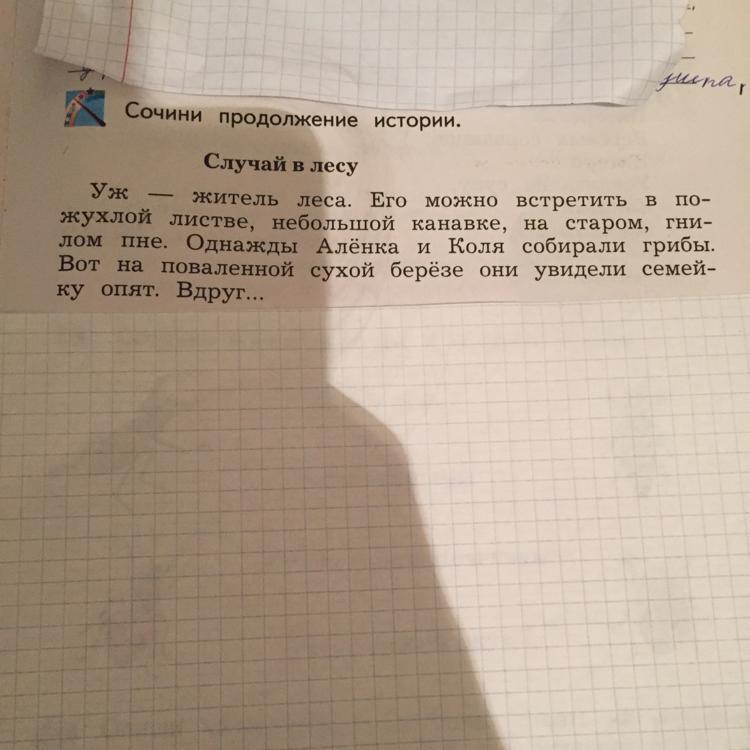 Сочини продолжение истории.
Случай в лесу
Уж — житель леса. Его можно встретить в по-
жухлой листве, небольшой канавке, на старом, гни-
лом пне. Однажды Алёнка и Коля собирали грибы.
Вот на поваленной сухой берёзе они увидели семей-
ку опят. Вдруг...